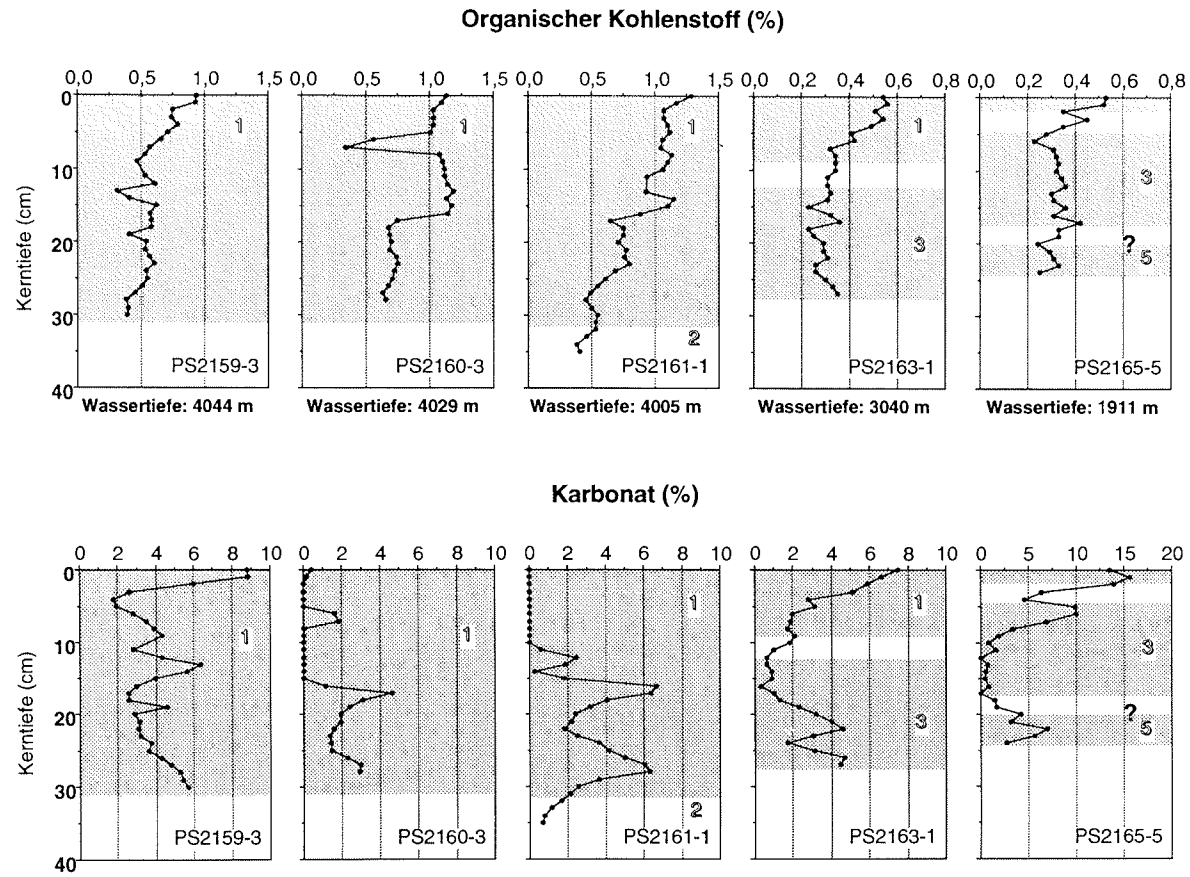 Organischer Kohlenstoff (%)
0,0 0,5 1,0 1,5 0,0 0,5 1,0 1,5 0,0 0,5 1,0 1,5 0,0 0,2 0,4 0,6 0,8 0,0 0,2 0,4 0,6 0,8
0
1 1 1 1
10
3
20
3 ? 5
30
2
PS2159-3 PS2160-3 PS2161-1 PS2163-1 PS2165-5
40
Kerntiefe (cm)
Wassertiefe: 4044 m Wassertiefe: 4029 m Wassertiefe: 4005 m Wassertiefe: 3040 m Wassertiefe: 1911 m
Karbonat (%)
0 2 4 6 8 10 0 2 4 6 8 10 0 2 4 6 8 10 0 2 4 6 8 10 0 5 10 15 20
0
1 1
10
1 1 3
20
3 ? 5
30
2
PS2159-3 PS2160-3 PS2161-1 PS2163-1 PS2165-5
40
Kerntiefe (cm)